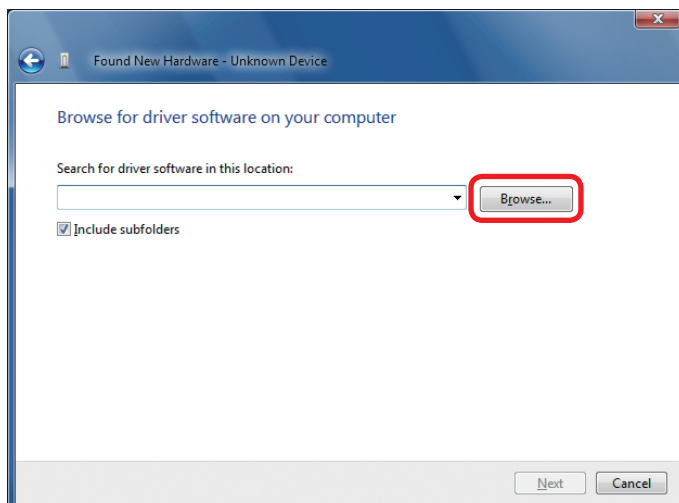 Found New Hardware - Unknown Device
Browse for driver software on your computer
Search for driver software in this location:
Browse...
Include subfolders
Next
Cancel